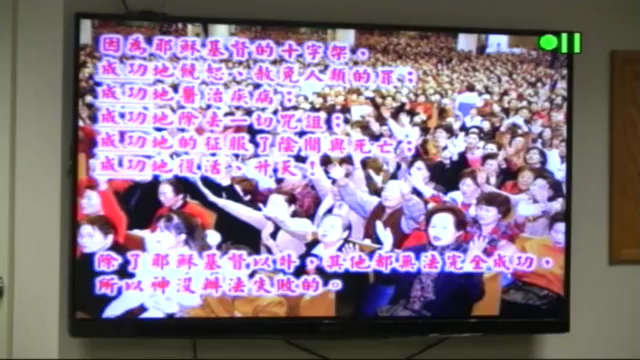 因為耶穌基督的十字架，
成功地饒恕、赦免人類的罪；
成功地醫治疾病；
成功地除去一切咒詛；
成功地的征服了陰間與死亡；
成功地復活、升天！
除了耶穌基督以外，其他都無法完全成功，
所以神沒辦法失敗的。